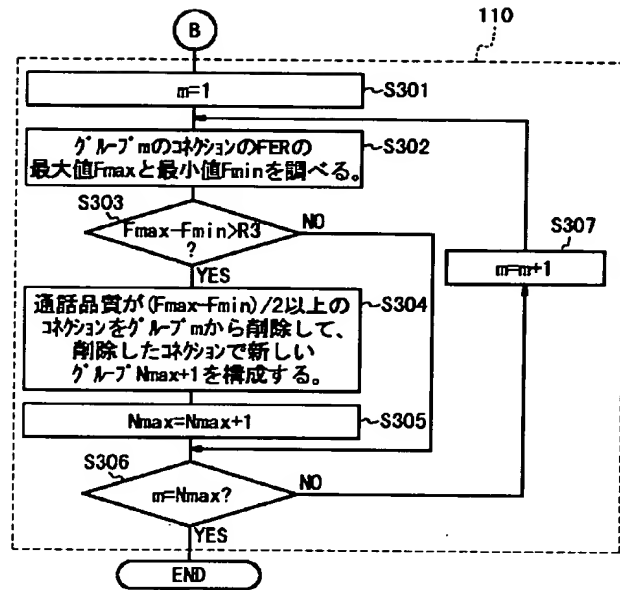 B
110
m=1
S301
グループmのコネクションのFERの
最大値Fmaxと最小値Fminを調べる。
S302
S303
Fmax-Fmin>R3
?
NO
YES
S307
m=m+1
通話品質が(Fmax-Fmin)/2以上の
コネクションをグループmから削除して、
削除したコネクションで新しい
グループNmax+1を構成する。
S304
Nmax=Nmax+1
S305
S306
m=Nmax?
NO
YES
END